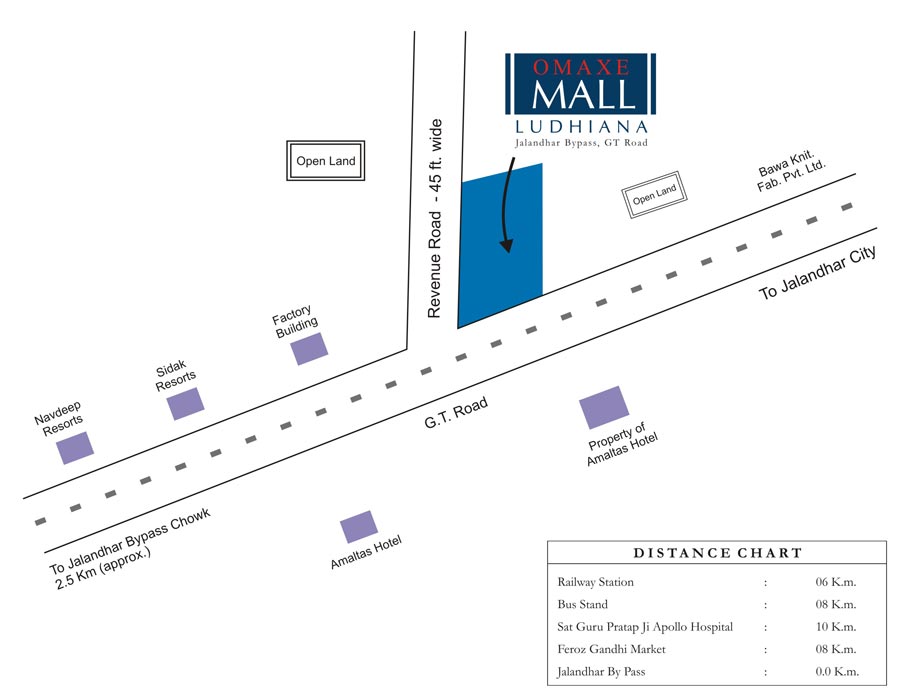 OMAXE
MALL
LUDHIANA
Jalandhar Bypass, GT Road
Revenue Road - 45 ft. wide
Open Land
Open Land
Bawa Knit.
Fab. Pvt. Ltd.
To Jalandhar City
Factory
Building
Sidak
Resorts
Navdeep
Resorts
G.T. Road
Property of
Amaltas Hotel
To Jalandhar Bypass Chowk
2.5 Km (approx.)
Amaltas Hotel
DISTANCE CHART
Railway Station : 06 K.m.
Bus Stand : 08 K.m.
Sat Guru Pratap Ji Apollo Hospital : 10 K.m.
Feroz Gandhi Market : 08 K.m.
Jalandhar By Pass : 0.0 K.m.